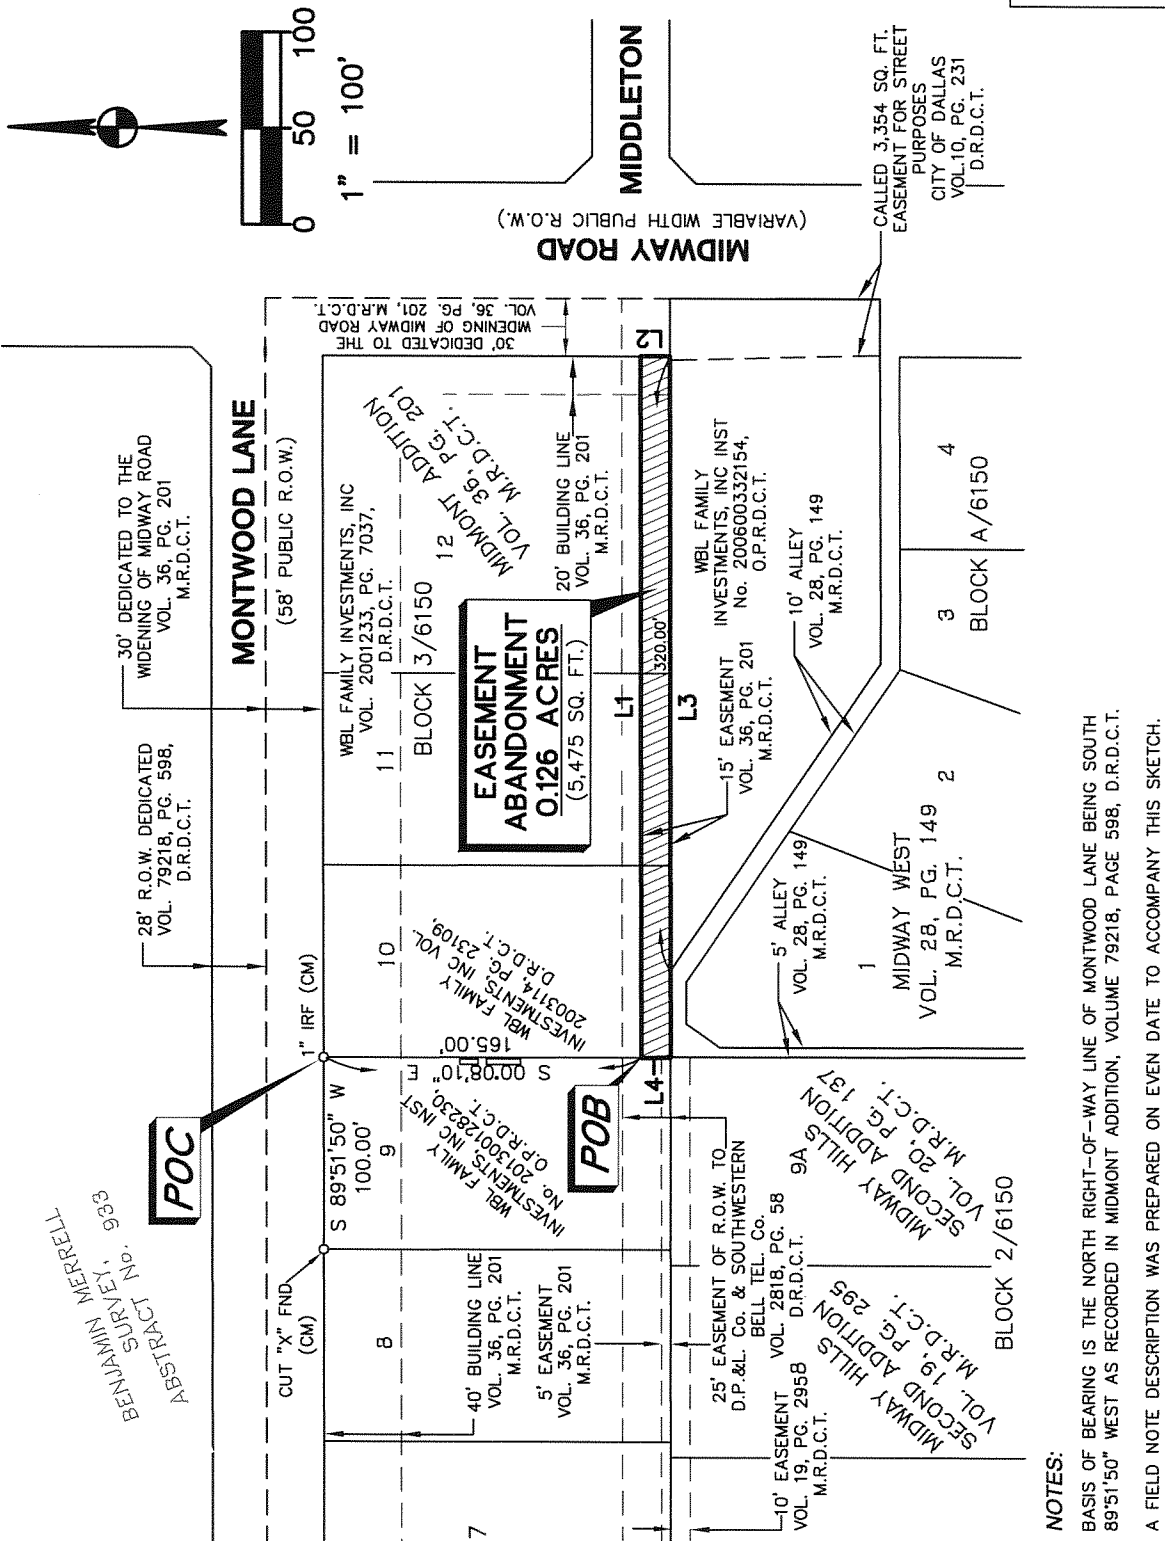 0
50
100
1" = 100'
MIDDLETON
MIDWAY ROAD
(VARIABLE WIDTH PUBLIC R.O.W.)
CALLED 3,354 SQ. FT.
EASEMENT FOR STREET
PURPOSES
CITY OF DALLAS
VOL.10, PG. 231
D.R.D.C.T.
30' DEDICATED TO THE
WIDENING OF MIDWAY ROAD
VOL. 36, PG. 201, M.R.D.C.T.
30' DEDICATED TO THE
WIDENING OF MIDWAY ROAD
VOL. 36, PG. 201
M.R.D.C.T.
MONTWOOD LANE
(58' PUBLIC R.O.W.)
28' R.O.W. DEDICATED
VOL. 79218, PG. 598,
D.R.D.C.T.
BENJAMIN MERRELL
SURVEY, 933
ABSTRACT No.
POC
1" IRF (CM)
CUT "X" FND.
(CM)
S 89°51'50" W
100.00'
WBL FAMILY INVESTMENTS, INC
VOL. 2001233, PG. 7037,
D.R.D.C.T.
11
BLOCK 3/6150
12
MIDMONT ADDITION
VOL. 36, PG. 201
M.R.D.C.T.
20' BUILDING LINE
VOL. 36, PG. 201
M.R.D.C.T.
EASEMENT
ABANDONMENT
0.126 ACRES
(5,475 SQ. FT.)
10
WBL FAMILY
INVESTMENTS, INC VOL.
2003114, PG. 23109,
D.R.D.C.T.
S 00°08'10" E
165.00'
9
WBL FAMILY
INVESTMENTS, INC INST
No. 201300128230,
O.P.R.D.C.T.
8
7
40' BUILDING LINE
VOL. 36, PG. 201
M.R.D.C.T.
5' EASEMENT
VOL. 36, PG. 201
M.R.D.C.T.
POB
L1
L2
L3
L4
320.00'
15' EASEMENT
VOL. 36, PG. 201
M.R.D.C.T.
WBL FAMILY
INVESTMENTS, INC INST
No. 200600332154,
O.P.R.D.C.T.
10' ALLEY
VOL. 28, PG. 149
M.R.D.C.T.
5' ALLEY
VOL. 28, PG. 149
M.R.D.C.T.
1
MIDWAY WEST
VOL. 28, PG. 149
M.R.D.C.T.
2
3
4
BLOCK A/6150
25' EASEMENT OF R.O.W. TO
D.P.&L. Co. & SOUTHWESTERN
BELL TEL. Co.
VOL. 2818, PG. 58
D.R.D.C.T.
10' EASEMENT
VOL. 19, PG. 295B
M.R.D.C.T.
9A
MIDWAY HILLS
SECOND ADDITION
VOL. 20, PG. 137
M.R.D.C.T.
MIDWAY HILLS
SECOND ADDITION
VOL. 19, PG. 295
M.R.D.C.T.
BLOCK 2/6150
NOTES:
BASIS OF BEARING IS THE NORTH RIGHT-OF-WAY LINE OF MONTWOOD LANE BEING SOUTH
89°51'50" WEST AS RECORDED IN MIDMONT ADDITION, VOLUME 79218, PAGE 598, D.R.D.C.T.
A FIELD NOTE DESCRIPTION WAS PREPARED ON EVEN DATE TO ACCOMPANY THIS SKETCH.